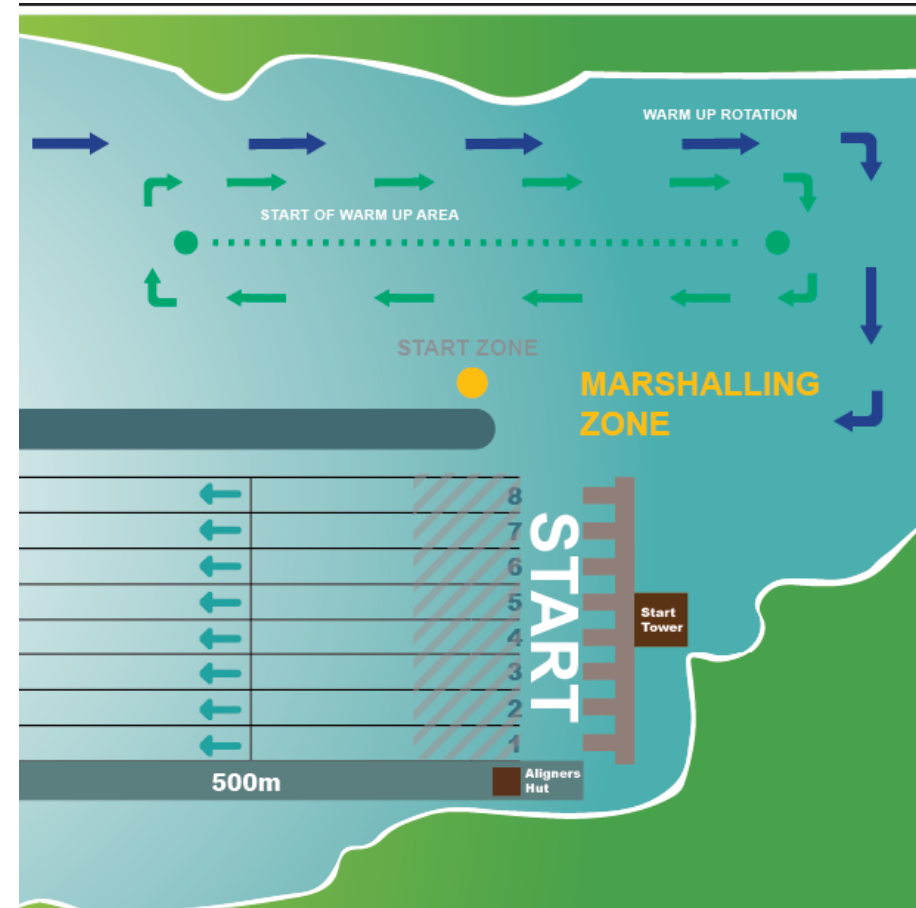 WARM UP ROTATION
START OF WARM UP AREA
START ZONE
MARSHALLING
ZONE
8
7
6
5
4
3
2
1
START
Start
Tower
500m
Aligners
Hut